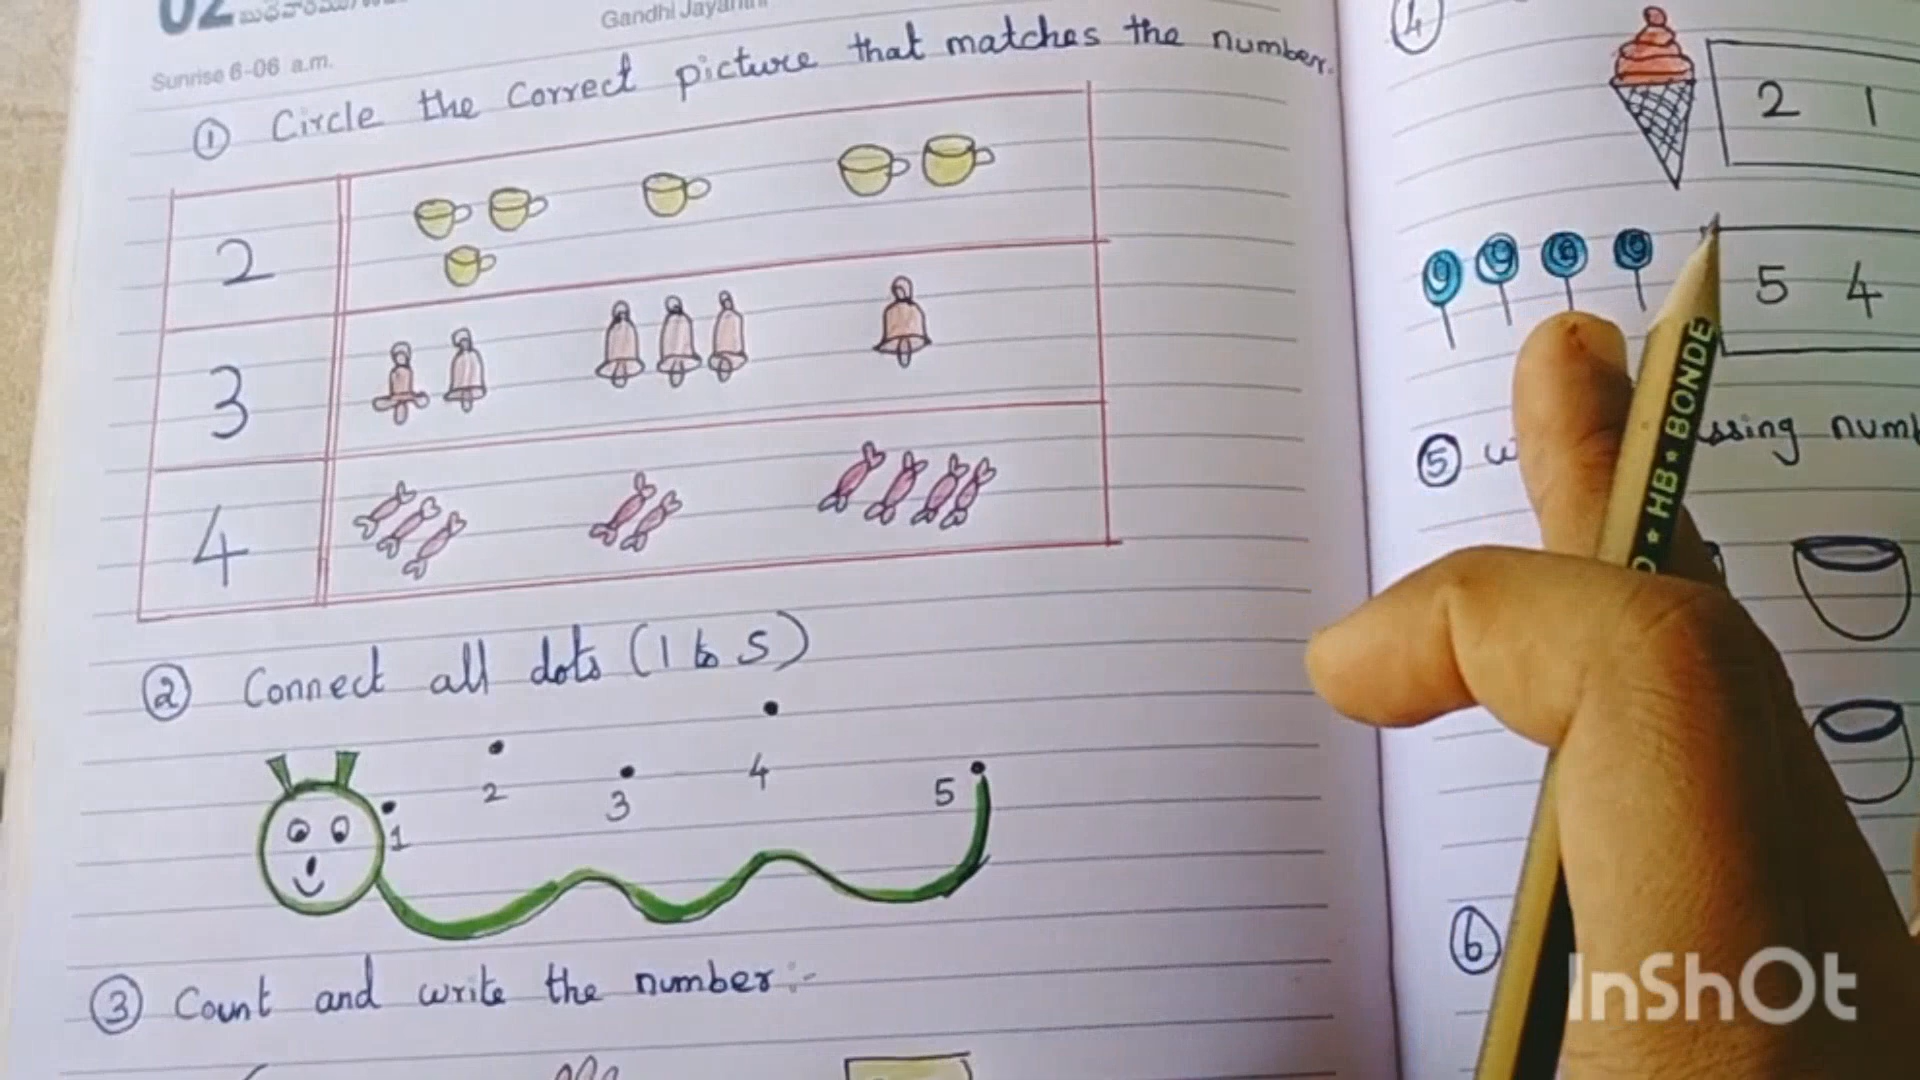 02
Gandhi Jayanthi
Sunrise 6-06 a.m.
① Circle the correct picture that matches the number.
2
3
4
② Connect all dots (1 to 5)
1 2 3 4 5
③ Count and write the number:-
④
2 1
5 4
⑤
HB BONDE
⑥
InShOt